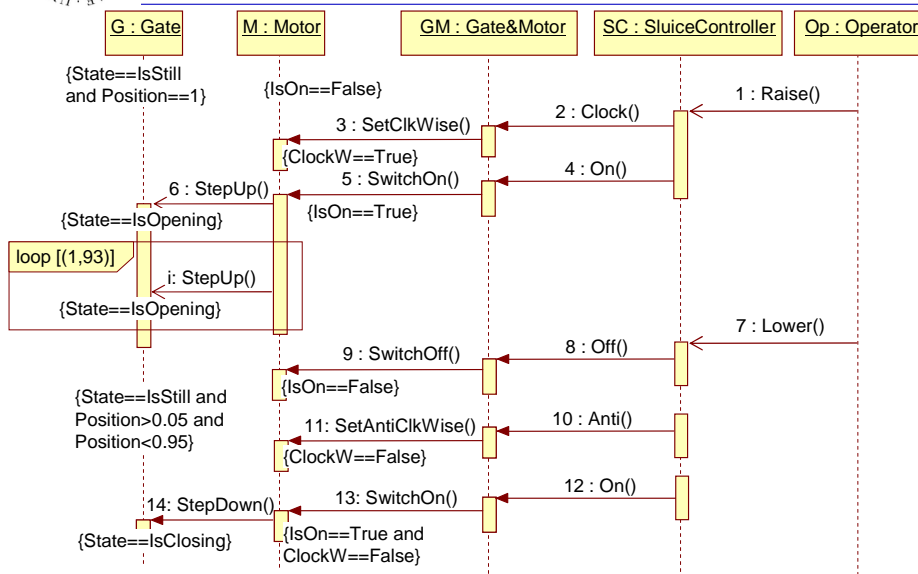 G : Gate
M : Motor
GM : Gate&Motor
SC : SluiceController
Op : Operator
{State==IsStill
and Position==1}
{IsOn==False}
1 : Raise()
2 : Clock()
3 : SetClkWise()
{ClockW==True}
4 : On()
5 : SwitchOn()
6 : StepUp()
{IsOn==True}
{State==IsOpening}
loop [(1,93)]
i: StepUp()
{State==IsOpening}
7 : Lower()
8 : Off()
9 : SwitchOff()
{IsOn==False}
{State==IsStill and
Position>0.05 and
Position<0.95}
10 : Anti()
11: SetAntiClkWise()
{ClockW==False}
12 : On()
13: SwitchOn()
14: StepDown()
{IsOn==True and
ClockW==False}
{State==IsClosing}